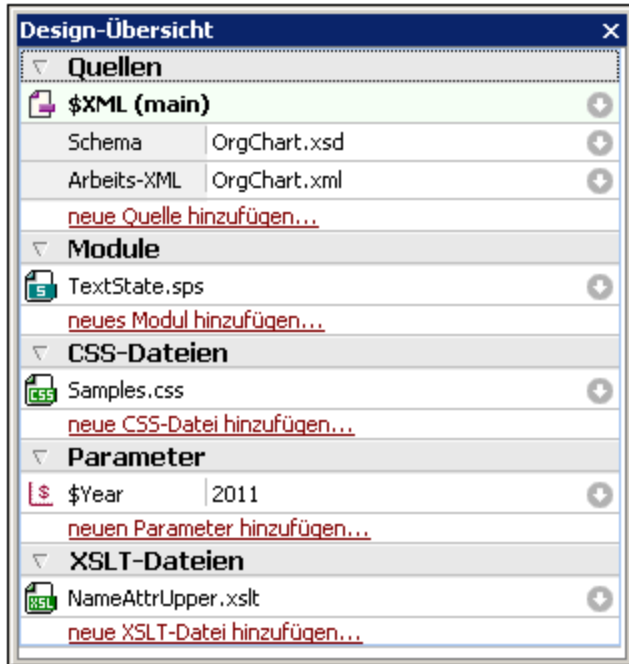 Design-Übersicht
Quellen
$XML (main)
Schema OrgChart.xsd
Arbeits-XML OrgChart.xml
neue Quelle hinzufügen...
Module
S TextState.sps
neues Modul hinzufügen...
CSS-Dateien
CSS Samples.css
neue CSS-Datei hinzufügen...
Parameter
$ $Year 2011
neuen Parameter hinzufügen...
XSLT-Dateien
XSL NameAttrUpper.xslt
neue XSLT-Datei hinzufügen...